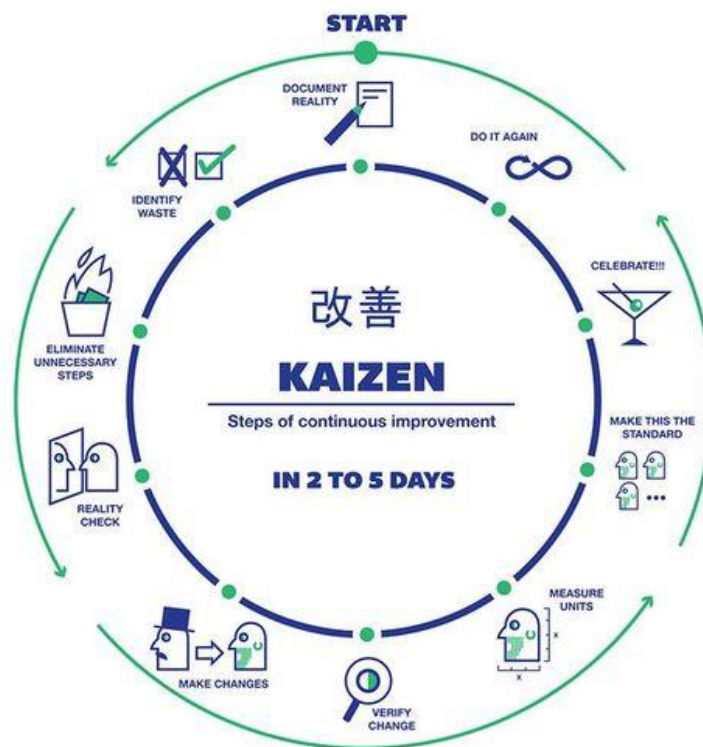 START
DOCUMENT
REALITY
IDENTIFY
WASTE
ELIMINATE
UNNECESSARY
STEPS
REALITY
CHECK
MAKE CHANGES
VERIFY
CHANGE
MEASURE
UNITS
x
x
MAKE THIS THE
STANDARD
CELEBRATE!!!
DO IT AGAIN
改善
KAIZEN
Steps of continuous improvement
IN 2 TO 5 DAYS